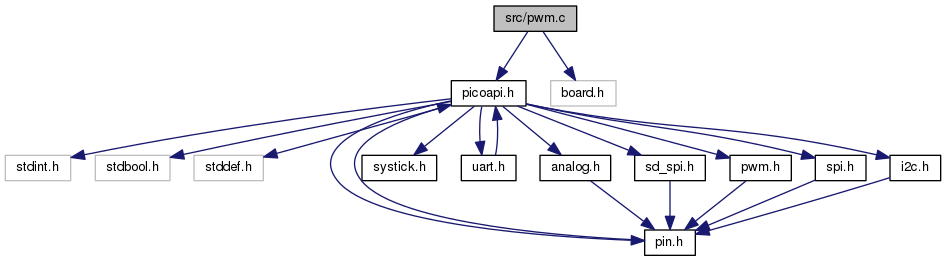 src/pwm.c
picoapi.h
board.h
stdint.h
stdbool.h
stddef.h
systick.h
uart.h
analog.h
sd_spi.h
pwm.h
spi.h
i2c.h
pin.h